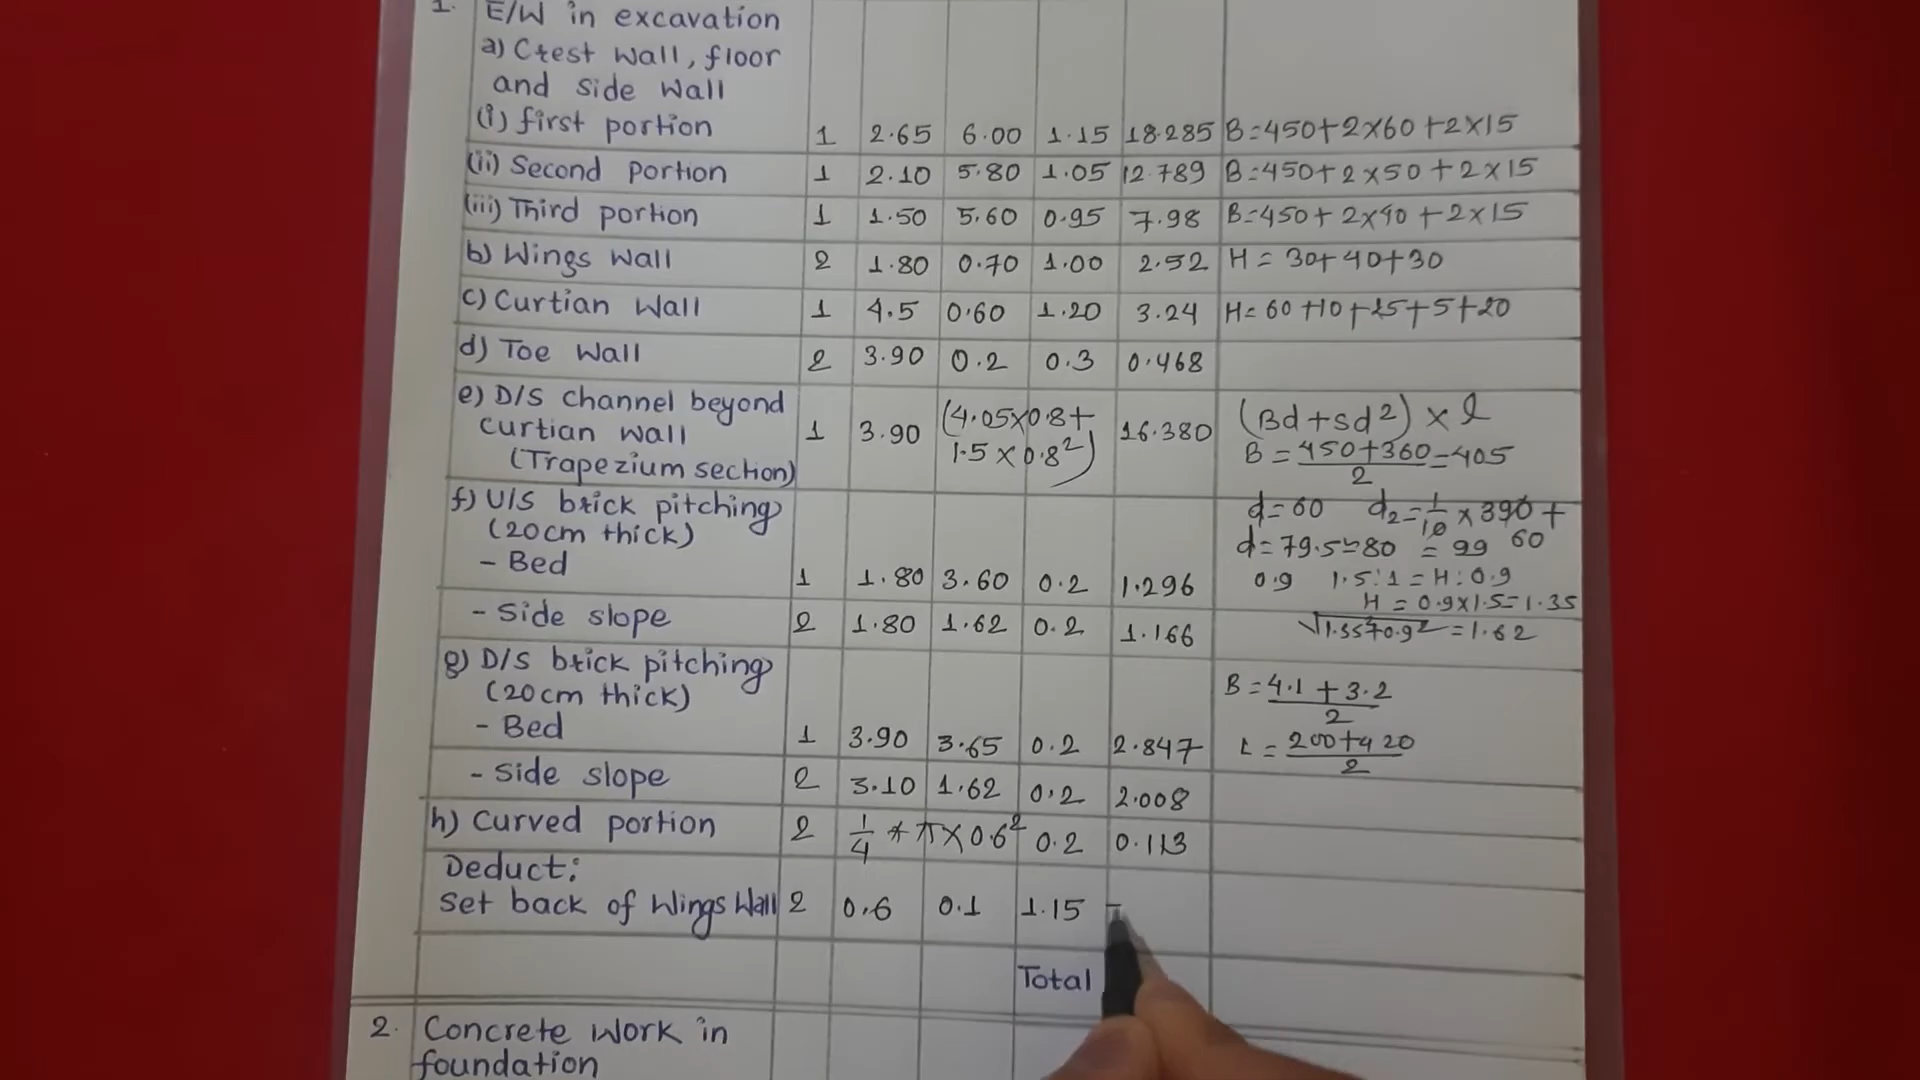 1. E/W in excavation
a) Crest Wall, floor
and side Wall
(i) first portion 1 2.65 6.00 1.15 18.285 B=450+2×60+2×15
(ii) Second portion 1 2.10 5.80 1.05 12.789 B=450+2×50+2×15
(iii) Third portion 1 1.50 5.60 0.95 7.98 B=450+2×40+2×15
b) Wings Wall 2 1.80 0.70 1.00 2.52 H = 30+40+30
c) Curtian Wall 1 4.5 0.60 1.20 3.24 H= 60+10+25+5+20
d) Toe Wall 2 3.90 0.2 0.3 0.468
e) D/S channel beyond
curtian wall
(Trapezium section)
1 3.90 (4.05×0.8+
1.5×0.8²) 16.380
(Bd+sd²) × l
B = 450+360/2 = 405
f) U/S brick pitching
(20cm thick)
- Bed 1 1.80 3.60 0.2 1.296
d=60 d2=1/10 × 390 + 60
d=79.5≈80 = 99
0.9 1.5:1 = H:0.9
H = 0.9×1.5=1.35
- Side slope 2 1.80 1.62 0.2 1.166
√1.35²+0.9² = 1.62
g) D/S brick pitching
(20cm thick)
- Bed 1 3.90 3.65 0.2 2.847
B = 4.1 + 3.2/2
L = 200+420/2
- Side slope 2 3.10 1.62 0.2 2.008
h) Curved portion 2 1/4 * π × 0.6² 0.2 0.113
Deduct:
Set back of Wings Wall 2 0.6 0.1 1.15 -
Total
2. Concrete work in
foundation